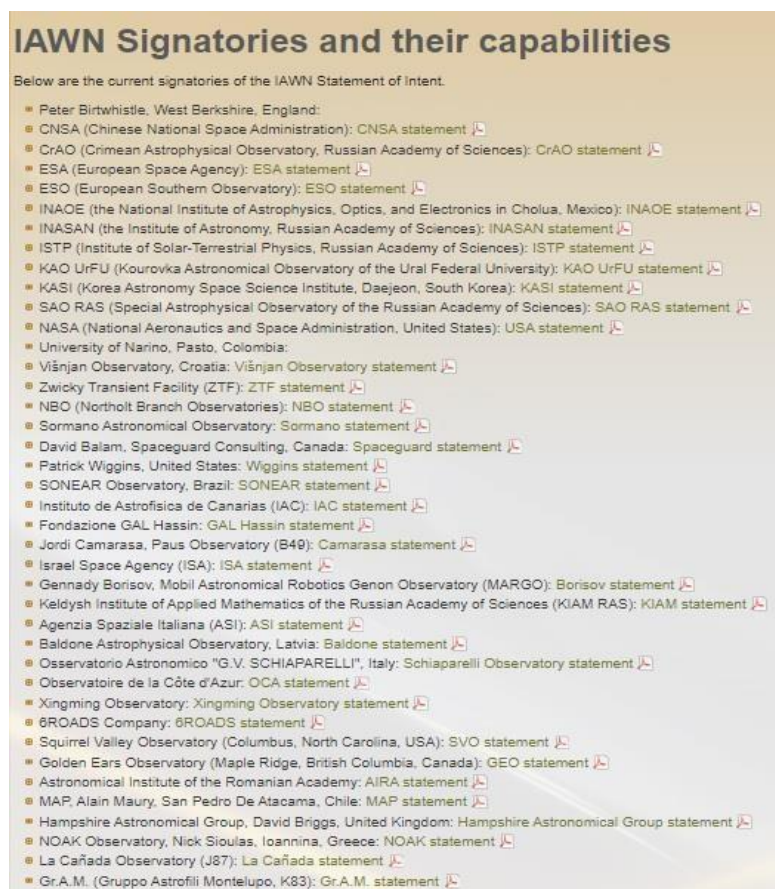 IAWN Signatories and their capabilities
Below are the current signatories of the IAWN Statement of Intent.
Peter Birtwhistle, West Berkshire, England:
CNSA (Chinese National Space Administration): CNSA statement
CrAO (Crimean Astrophysical Observatory, Russian Academy of Sciences): CrAO statement
ESA (European Space Agency): ESA statement
ESO (European Southern Observatory): ESO statement
INAOE (the National Institute of Astrophysics, Optics, and Electronics in Cholua, Mexico): INAOE statement
INASAN (the Institute of Astronomy, Russian Academy of Sciences): INASAN statement
ISTP (Institute of Solar-Terrestrial Physics, Russian Academy of Sciences): ISTP statement
KAO UrFU (Kourovka Astronomical Observatory of the Ural Federal University): KAO UrFU statement
KASI (Korea Astronomy Space Science Institute, Daejeon, South Korea): KASI statement
SAO RAS (Special Astrophysical Observatory of the Russian Academy of Sciences): SAO RAS statement
NASA (National Aeronautics and Space Administration, United States): USA statement
University of Narino, Pasto, Colombia:
Višnjan Observatory, Croatia: Višnjan Observatory statement
Zwicky Transient Facility (ZTF): ZTF statement
NBO (Northolt Branch Observatories): NBO statement
Sormano Astronomical Observatory: Sormano statement
David Balam, Spaceguard Consulting, Canada: Spaceguard statement
Patrick Wiggins, United States: Wiggins statement
SONEAR Observatory, Brazil: SONEAR statement
Instituto de Astrofisica de Canarias (IAC): IAC statement
Fondazione GAL Hassin: GAL Hassin statement
Jordi Camarasa, Paus Observatory (B49): Camarasa statement
Israel Space Agency (ISA): ISA statement
Gennady Borisov, Mobil Astronomical Robotics Genon Observatory (MARGO): Borisov statement
Keldysh Institute of Applied Mathematics of the Russian Academy of Sciences (KIAM RAS): KIAM statement
Agenzia Spaziale Italiana (ASI): ASI statement
Baldone Astrophysical Observatory, Latvia: Baldone statement
Osservatorio Astronomico "G.V. SCHIAPARELLI", Italy: Schiaparelli Observatory statement
Observatoire de la Côte d'Azur: OCA statement
Xingming Observatory: Xingming Observatory statement
6ROADS Company: 6ROADS statement
Squirrel Valley Observatory (Columbus, North Carolina, USA): SVO statement
Golden Ears Observatory (Maple Ridge, British Columbia, Canada): GEO statement
Astronomical Institute of the Romanian Academy: AIRA statement
MAP, Alain Maury, San Pedro De Atacama, Chile: MAP statement
Hampshire Astronomical Group, David Briggs, United Kingdom: Hampshire Astronomical Group statement
NOAK Observatory, Nick Sioulas, Ioannina, Greece: NOAK statement
La Cañada Observatory (J87): La Cañada statement
Gr.A.M. (Gruppo Astrofili Montelupo, K83): Gr.A.M. statement